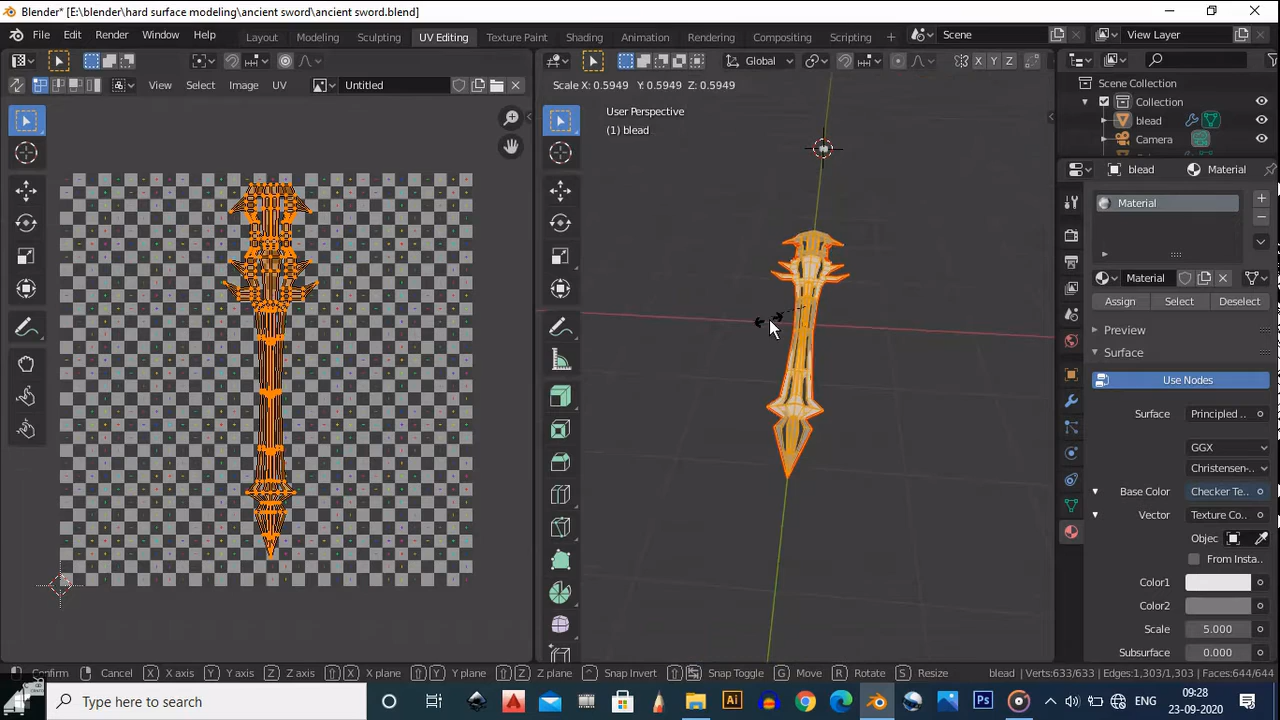 Blender* [E:\blender\hard surface modeling\ancient sword\ancient sword.blend]
File Edit Render Window Help Layout Modeling Sculpting UV Editing Texture Paint Shading Animation Rendering Compositing Scripting + Scene View Layer
Global X Y Z
View Select Image UV Untitled
Scale X: 0.5949 Y: 0.5949 Z: 0.5949
User Perspective
(1) blead
Scene Collection
Collection
blead
Camera
blead Material
Material
Material
Assign Select Deselect
Preview
Surface
Use Nodes
Surface Principled ..
GGX
Christensen-..
Base Color Checker Te..
Vector Texture Co..
Objec
From Insta..
Color1
Color2
Scale 5.000
Subsurface 0.000
Confirm Cancel X X axis Y Y axis Z Z axis X X plane Y Y plane Z Z plane Snap Invert Snap Toggle G Move R Rotate S Resize blead | Verts:633/633 | Edges:1,303/1,303 | Faces:644/644
Type here to search Ai Ps ENG 09:28
23-09-2020